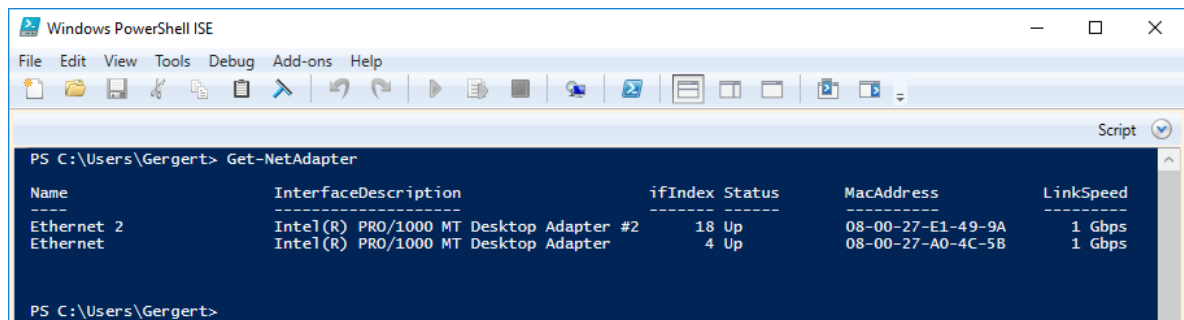 Windows PowerShell ISE
File Edit View Tools Debug Add-ons Help
Script
PS C:\Users\Gergert> Get-NetAdapter
Name InterfaceDescription ifIndex Status MacAddress LinkSpeed
---- -------------------- ------- ------ ---------- ---------
Ethernet 2 Intel(R) PRO/1000 MT Desktop Adapter #2 18 Up 08-00-27-E1-49-9A 1 Gbps
Ethernet Intel(R) PRO/1000 MT Desktop Adapter 4 Up 08-00-27-A0-4C-5B 1 Gbps
PS C:\Users\Gergert>